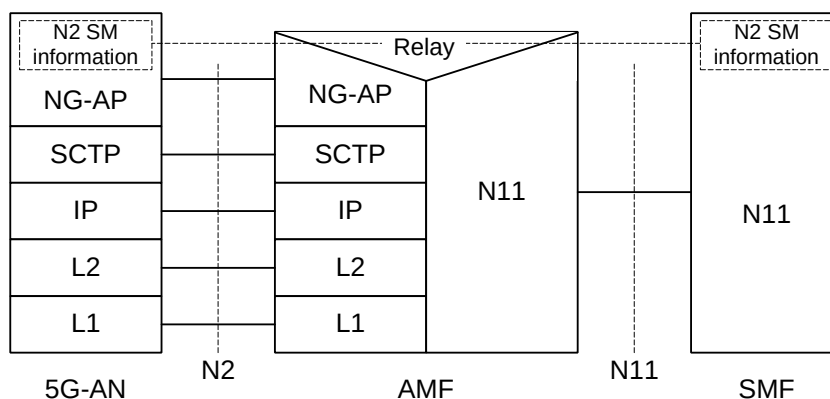 N2 SM
information
Relay
N2 SM
information
NG-AP
NG-AP
SCTP
SCTP
N11
IP
IP
N11
L2
L2
L1
L1
N2
N11
5G-AN
AMF
SMF